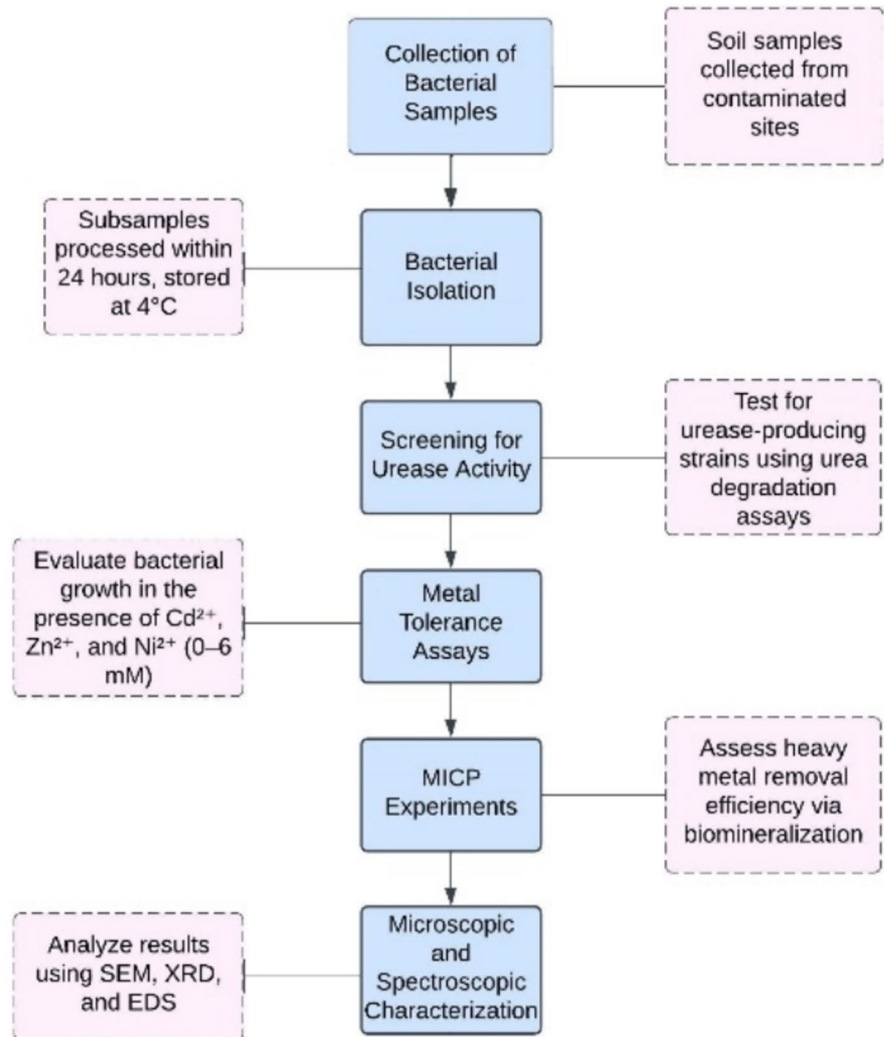 Collection of
Bacterial
Samples
Soil samples
collected from
contaminated
sites
Subsamples
processed within
24 hours, stored
at 4°C
Bacterial
Isolation
Screening for
Urease Activity
Test for
urease-producing
strains using urea
degradation
assays
Evaluate bacterial
growth in the
presence of Cd²⁺,
Zn²⁺, and Ni²⁺ (0–6
mM)
Metal
Tolerance
Assays
MICP
Experiments
Assess heavy
metal removal
efficiency via
biomineralization
Analyze results
using SEM, XRD,
and EDS
Microscopic
and
Spectroscopic
Characterization